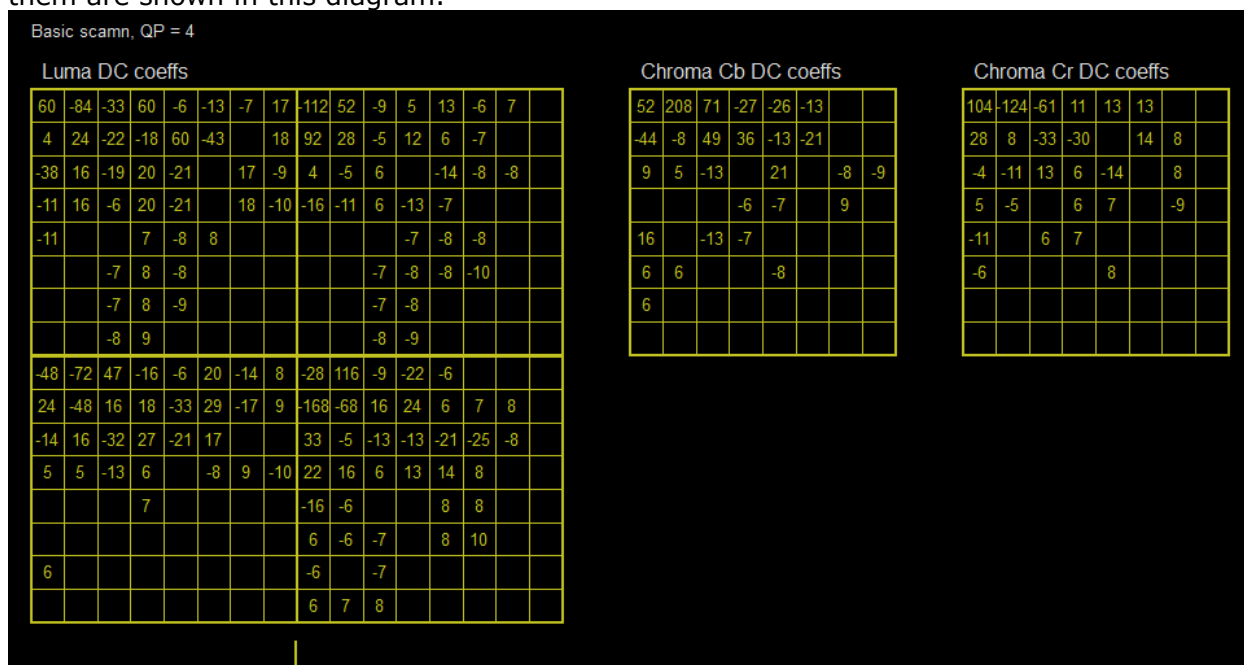 them are shown in this diagram:
Basic scamn, QP = 4
Luma DC coeffs Chroma Cb DC coeffs Chroma Cr DC coeffs
60 -84 -33 60 -6 -13 -7 17 -112 52 -9 5 13 -6 7 52 208 71 -27 -26 -13 104 -124 -61 11 13 13
4 24 -22 -18 60 -43 18 92 28 -5 12 6 -7 -44 -8 49 36 -13 -21 28 8 -33 -30 14 8
-38 16 -19 20 -21 17 -9 4 -5 6 -14 -8 -8 9 5 -13 21 -8 -9 -4 -11 13 6 -14 8
-11 16 -6 20 -21 18 -10 -16 -11 6 -13 -7 -6 -7 9 5 -5 6 7 -9
-11 7 -8 8 -7 -8 -8 16 -13 -7 -11 6 7
-7 8 -8 -7 -8 -8 -10 6 6 -8 -6 8
-7 8 -9 -7 -8 6
-8 9 -8 -9
-48 -72 47 -16 -6 20 -14 8 -28 116 -9 -22 -6
24 -48 16 18 -33 29 -17 9 -168 -68 16 24 6 7 8
-14 16 -32 27 -21 17 33 -5 -13 -13 -21 -25 -8
5 5 -13 6 -8 9 -10 22 16 6 13 14 8
7 -16 -6 8 8
6 -6 -7 8 10
6 -6 -7
6 7 8